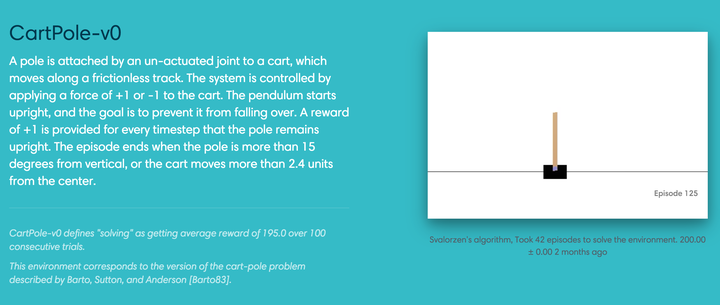 CartPole-v0
A pole is attached by an un-actuated joint to a cart, which
moves along a frictionless track. The system is controlled by
applying a force of +1 or -1 to the cart. The pendulum starts
upright, and the goal is to prevent it from falling over. A reward
of +1 is provided for every timestep that the pole remains
upright. The episode ends when the pole is more than 15
degrees from vertical, or the cart moves more than 2.4 units
from the center.
CartPole-v0 defines "solving" as getting average reward of 195.0 over 100
consecutive trials.
This environment corresponds to the version of the cart-pole problem
described by Barto, Sutton, and Anderson [Barto83].
Episode 125
Svalarzen's algorithm, Took 42 episodes to solve the environment. 200.00
± 0.00 2 months ago